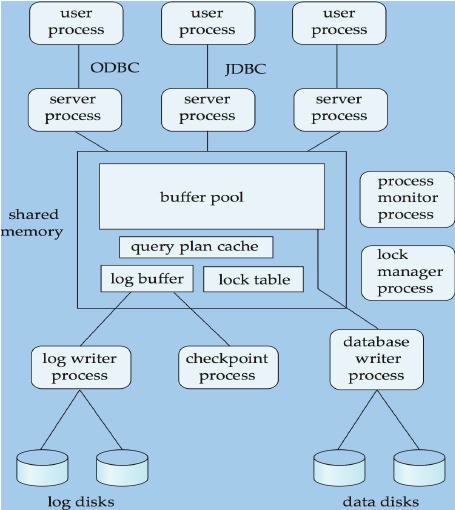 user
process
user
process
user
process
ODBC
JDBC
server
process
server
process
server
process
shared
memory
buffer pool
query plan cache
log buffer
lock table
process
monitor
process
lock
manager
process
log writer
process
checkpoint
process
database
writer
process
log disks
data disks